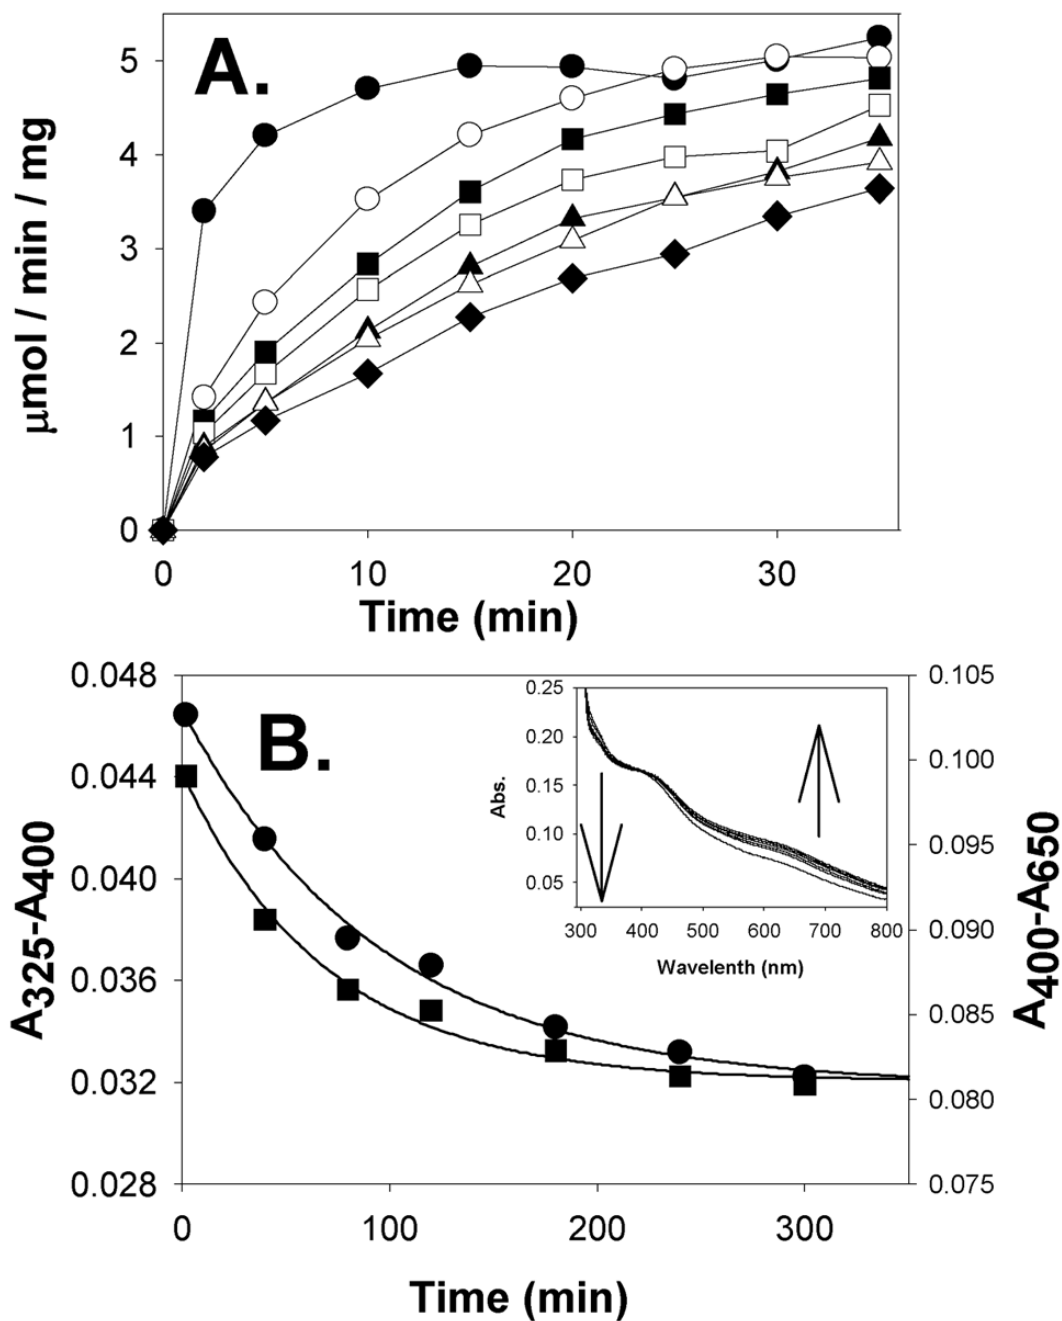 A.
5
4
3
2
1
0
μmol / min / mg
0 10 20 30
Time (min)
B.
0.048
0.044
0.040
0.036
0.032
0.028
A325-A400
0.105
0.100
0.095
0.090
0.085
0.080
0.075
A400-A650
0.25
0.20
0.15
0.10
0.05
Abs.
300 400 500 600 700 800
Wavelenth (nm)
0 100 200 300
Time (min)